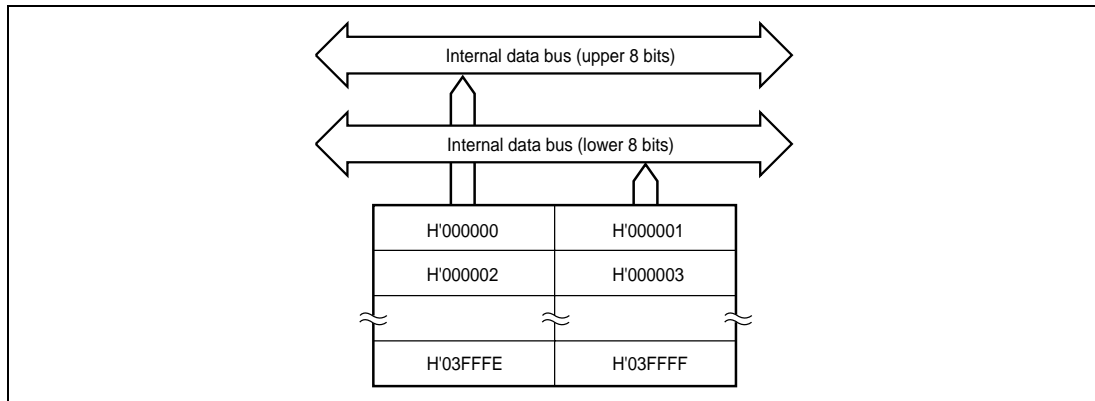 Internal data bus (upper 8 bits)
Internal data bus (lower 8 bits)
H'000000 H'000001
H'000002 H'000003
H'03FFFE H'03FFFF